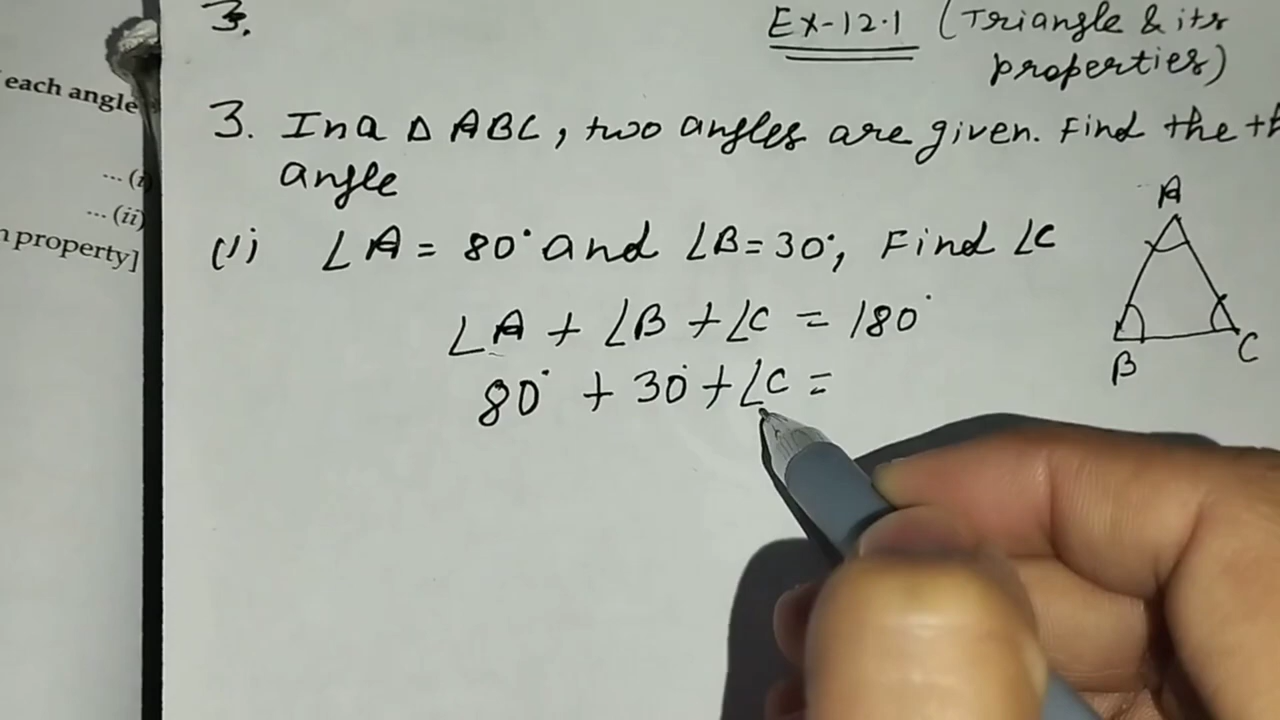 each angle
... (i)
... (ii)
property]
3.
Ex-12.1 (Triangle & its
properties)
3. In a Δ ABC, two angles are given. Find the
angle
(i) ∠A = 80° and ∠B = 30°, Find ∠C
∠A + ∠B + ∠C = 180°
80° + 30° + ∠C =
A
B
C